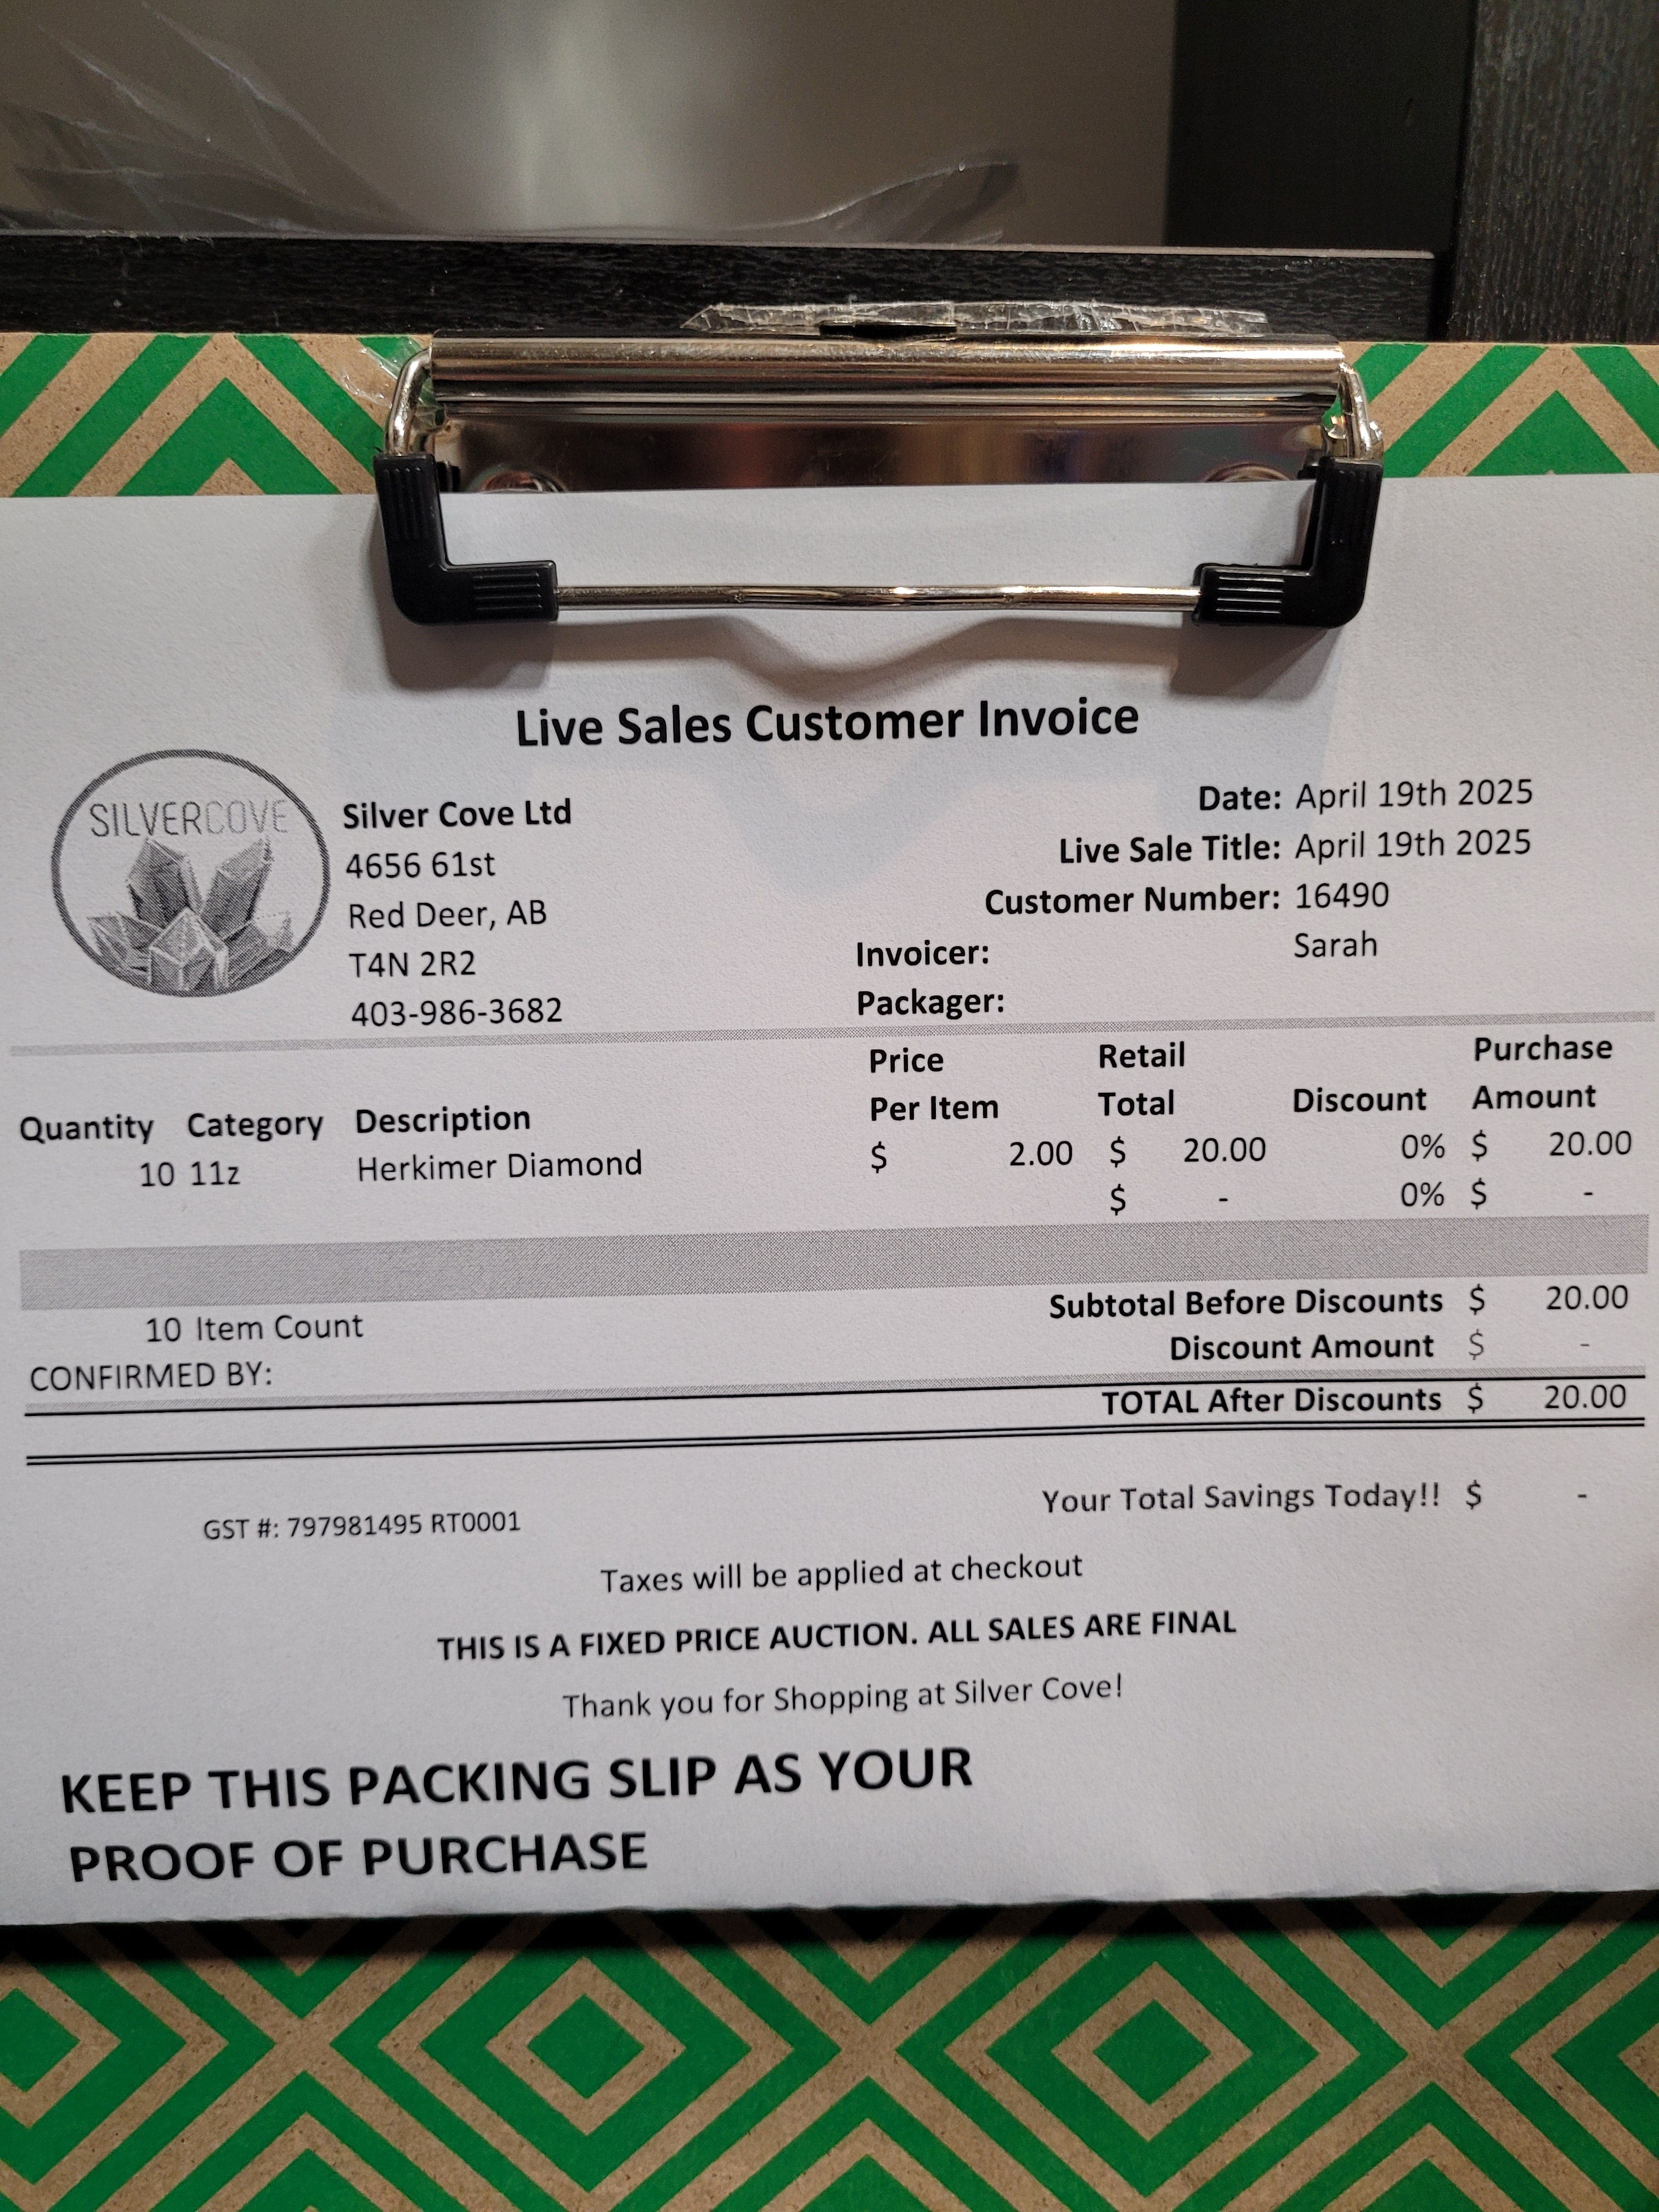 Live Sales Customer Invoice
SILVERCOVE
Silver Cove Ltd
4656 61st
Red Deer, AB
T4N 2R2
403-986-3682
Date: April 19th 2025
Live Sale Title: April 19th 2025
Customer Number: 16490
Invoicer: Sarah
Packager:
Quantity Category Description Price Per Item Retail Total Discount Purchase Amount
10 11z Herkimer Diamond $ 2.00 $ 20.00 0% $ 20.00
$ - 0% $ -
10 Item Count
Subtotal Before Discounts $ 20.00
Discount Amount $ -
CONFIRMED BY:
TOTAL After Discounts $ 20.00
Your Total Savings Today!! $ -
GST #: 797981495 RT0001
Taxes will be applied at checkout
THIS IS A FIXED PRICE AUCTION. ALL SALES ARE FINAL
Thank you for Shopping at Silver Cove!
KEEP THIS PACKING SLIP AS YOUR
PROOF OF PURCHASE